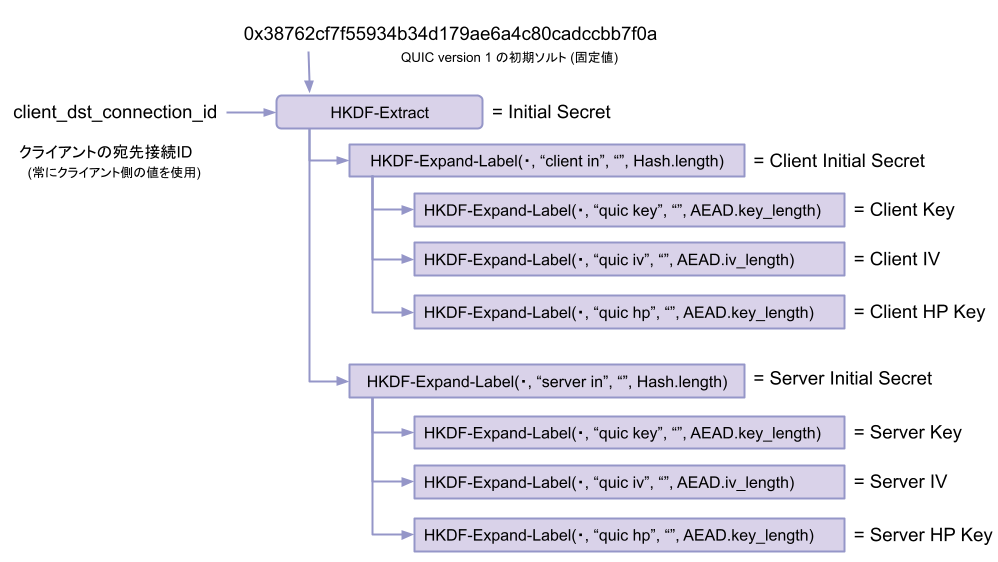 0x38762cf7f55934b34d179ae6a4c80cadccbb7f0a
QUIC version 1 の初期ソルト (固定値)
client_dst_connection_id
HKDF-Extract
= Initial Secret
クライアントの宛先接続ID
(常にクライアント側の値を使用)
HKDF-Expand-Label(・, “client in”, “”, Hash.length)
= Client Initial Secret
HKDF-Expand-Label(・, “quic key”, “”, AEAD.key_length)
= Client Key
HKDF-Expand-Label(・, “quic iv”, “”, AEAD.iv_length)
= Client IV
HKDF-Expand-Label(・, “quic hp”, “”, AEAD.key_length)
= Client HP Key
HKDF-Expand-Label(・, “server in”, “”, Hash.length)
= Server Initial Secret
HKDF-Expand-Label(・, “quic key”, “”, AEAD.key_length)
= Server Key
HKDF-Expand-Label(・, “quic iv”, “”, AEAD.iv_length)
= Server IV
HKDF-Expand-Label(・, “quic hp”, “”, AEAD.key_length)
= Server HP Key